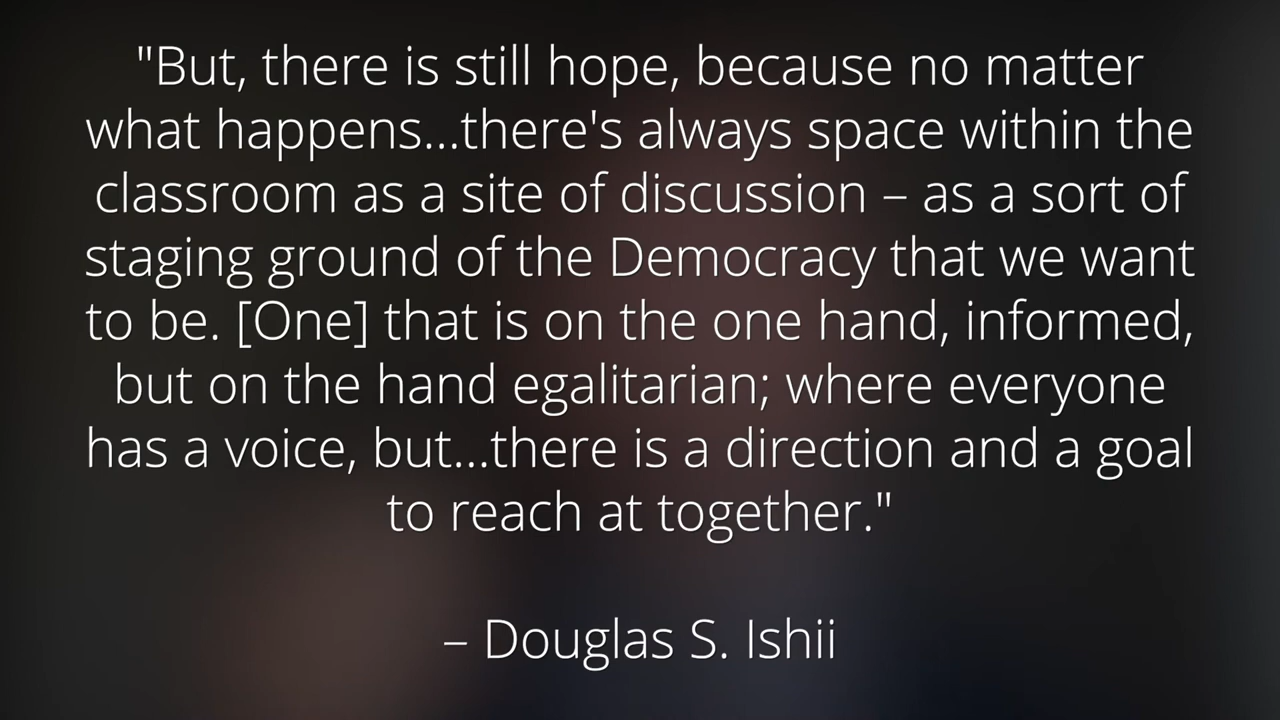 "But, there is still hope, because no matter
what happens...there's always space within the
classroom as a site of discussion – as a sort of
staging ground of the Democracy that we want
to be. [One] that is on the one hand, informed,
but on the hand egalitarian; where everyone
has a voice, but...there is a direction and a goal
to reach at together."
– Douglas S. Ishii